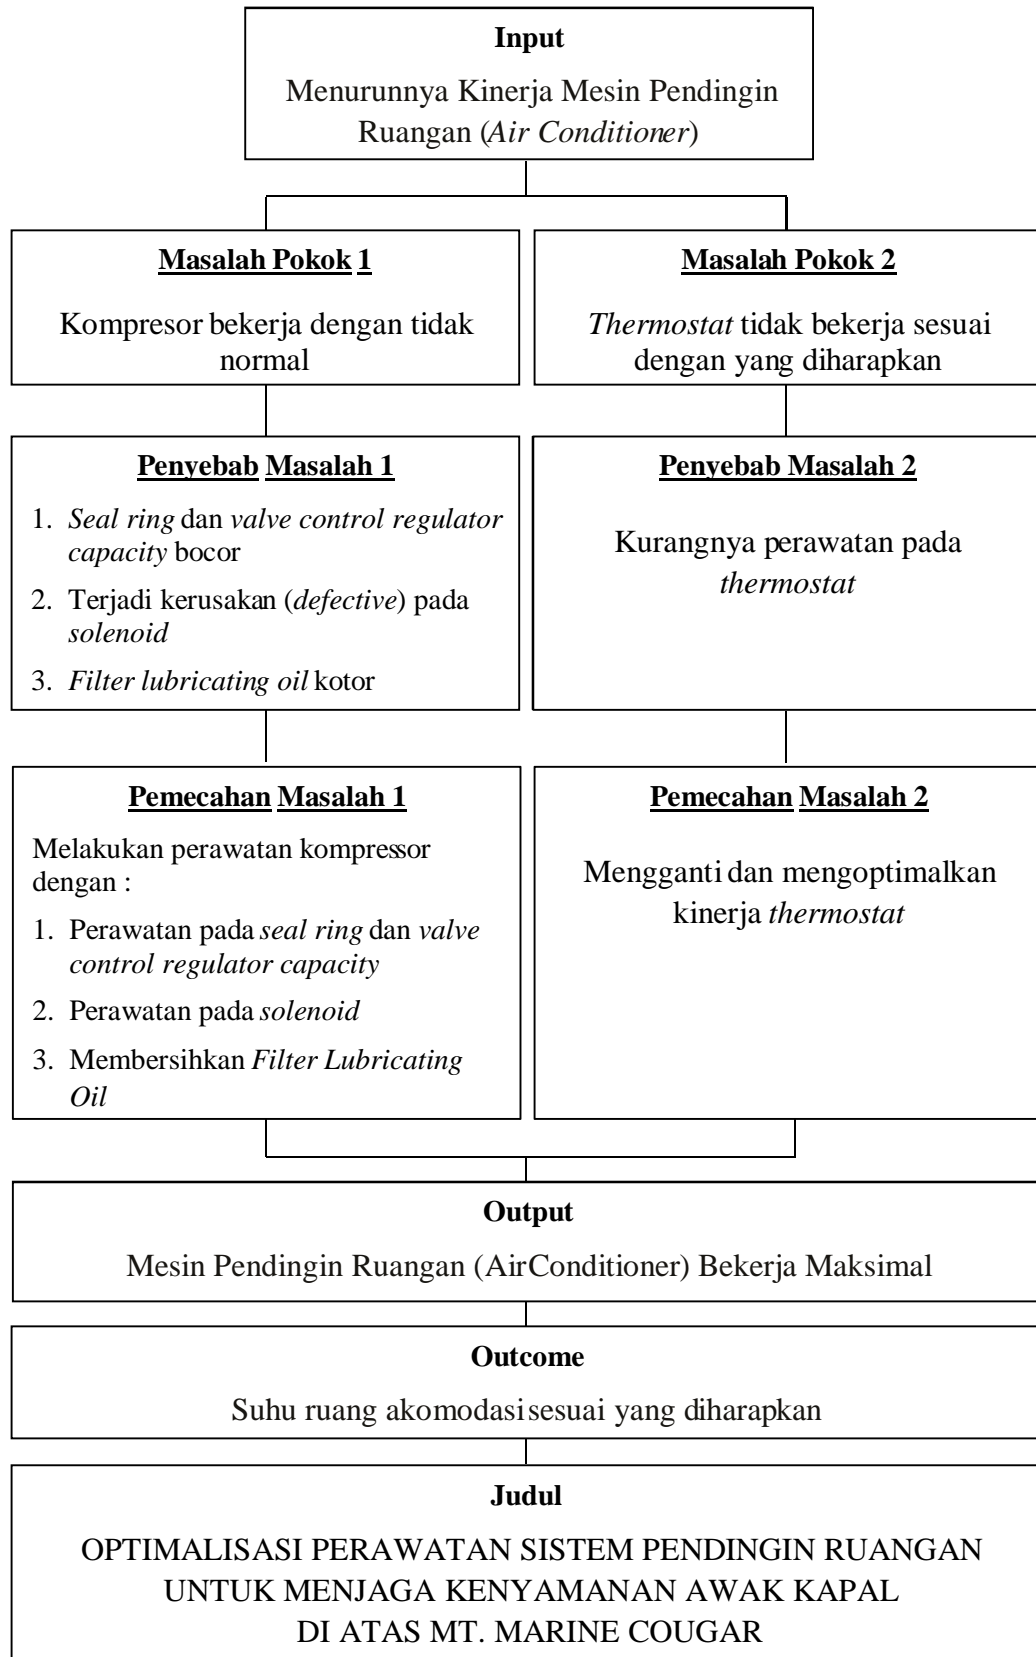 Input
Menurunnya Kinerja Mesin Pendingin
Ruangan (Air Conditioner)
Masalah Pokok 1
Kompresor bekerja dengan tidak
normal
Masalah Pokok 2
Thermostat tidak bekerja sesuai
dengan yang diharapkan
Penyebab Masalah 1
1. Seal ring dan valve control regulator
capacity bocor
2. Terjadi kerusakan (defective) pada
solenoid
3. Filter lubricating oil kotor
Penyebab Masalah 2
Kurangnya perawatan pada
thermostat
Pemecahan Masalah 1
Melakukan perawatan kompressor
dengan :
1. Perawatan pada seal ring dan valve
control regulator capacity
2. Perawatan pada solenoid
3. Membersihkan Filter Lubricating
Oil
Pemecahan Masalah 2
Mengganti dan mengoptimalkan
kinerja thermostat
Output
Mesin Pendingin Ruangan (AirConditioner) Bekerja Maksimal
Outcome
Suhu ruang akomodasi sesuai yang diharapkan
Judul
OPTIMALISASI PERAWATAN SISTEM PENDINGIN RUANGAN
UNTUK MENJAGA KENYAMANAN AWAK KAPAL
DI ATAS MT. MARINE COUGAR